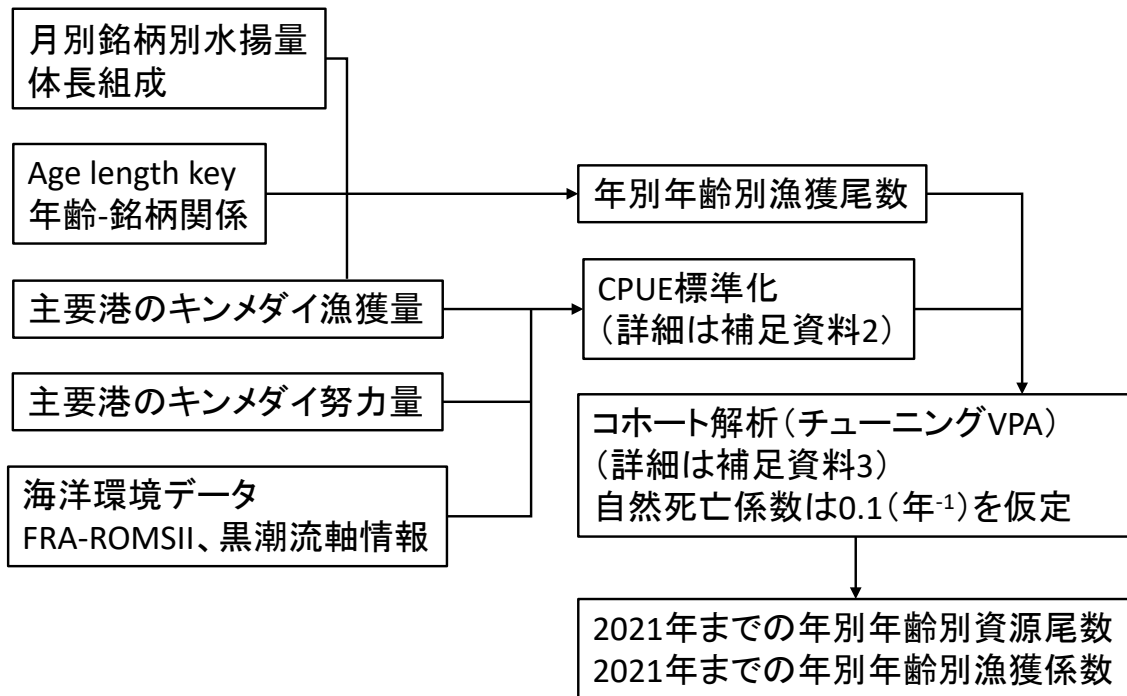 月別銘柄別水揚量
体長組成
Age length key
年齢-銘柄関係
主要港のキンメダイ漁獲量
主要港のキンメダイ努力量
海洋環境データ
FRA-ROMSII、黒潮流軸情報
年別年齢別漁獲尾数
CPUE標準化
（詳細は補足資料2）
コホート解析（チューニングVPA）
（詳細は補足資料3）
自然死亡係数は0.1（年-1）を仮定
2021年までの年別年齢別資源尾数
2021年までの年別年齢別漁獲係数